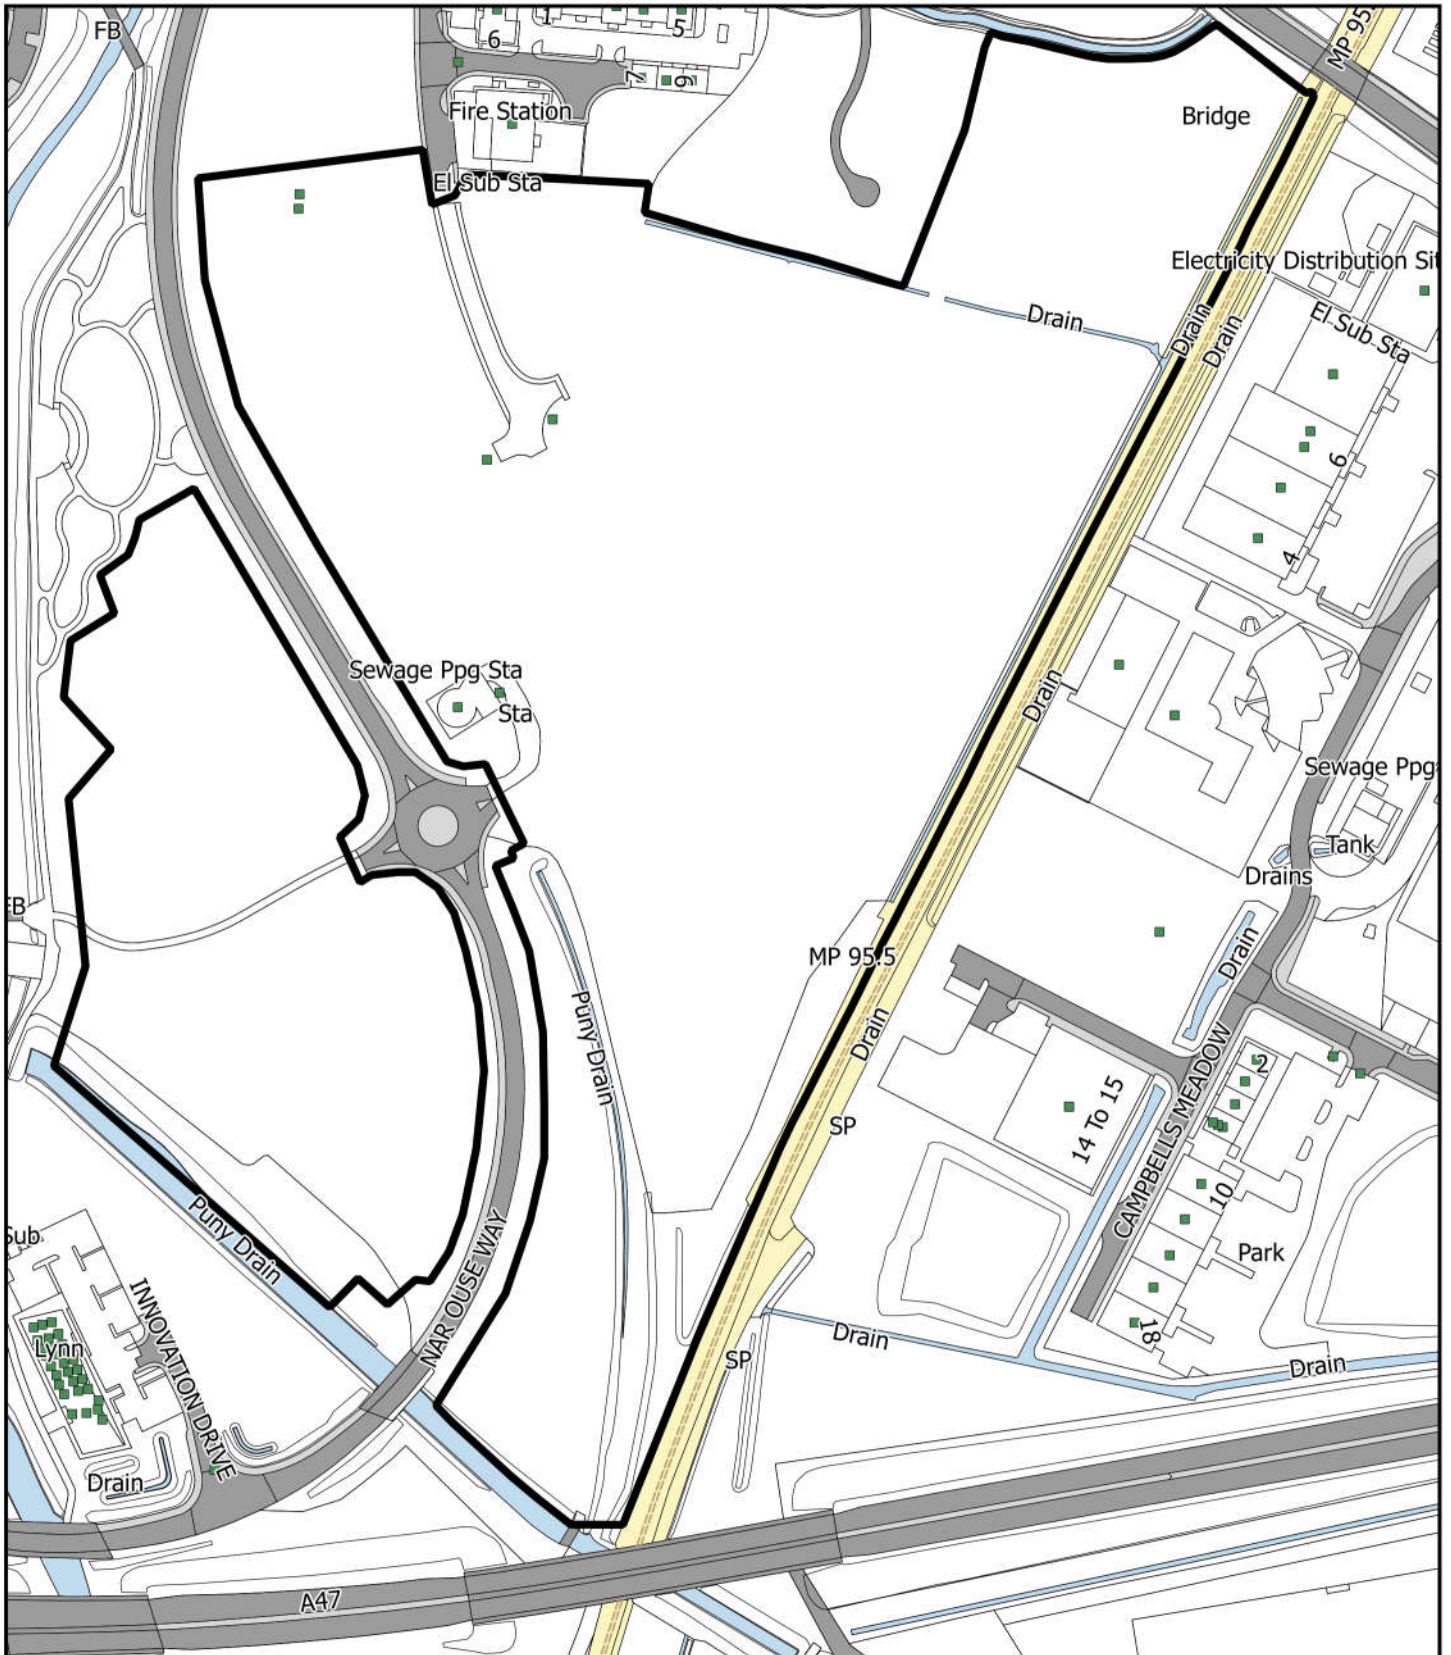 FB
1
5
6
MP 95.
7
9
Fire Station
Bridge
El Sub Sta
Electricity Distribution Sit
Drain
Drain
Drain
El Sub Sta
6
4
Sewage Ppg Sta
Sta
Drain
Sewage Ppg
Tank
Drains
FB
MP 95.5
Drain
Puny Drain
Drain
2
14 To 15
SP
CAMPBELLS MEADOW
10
Sub
Puny Drain
Park
NAR OUSE WAY
INNOVATION DRIVE
18
Lynn
Drain
SP
Drain
Drain
A47